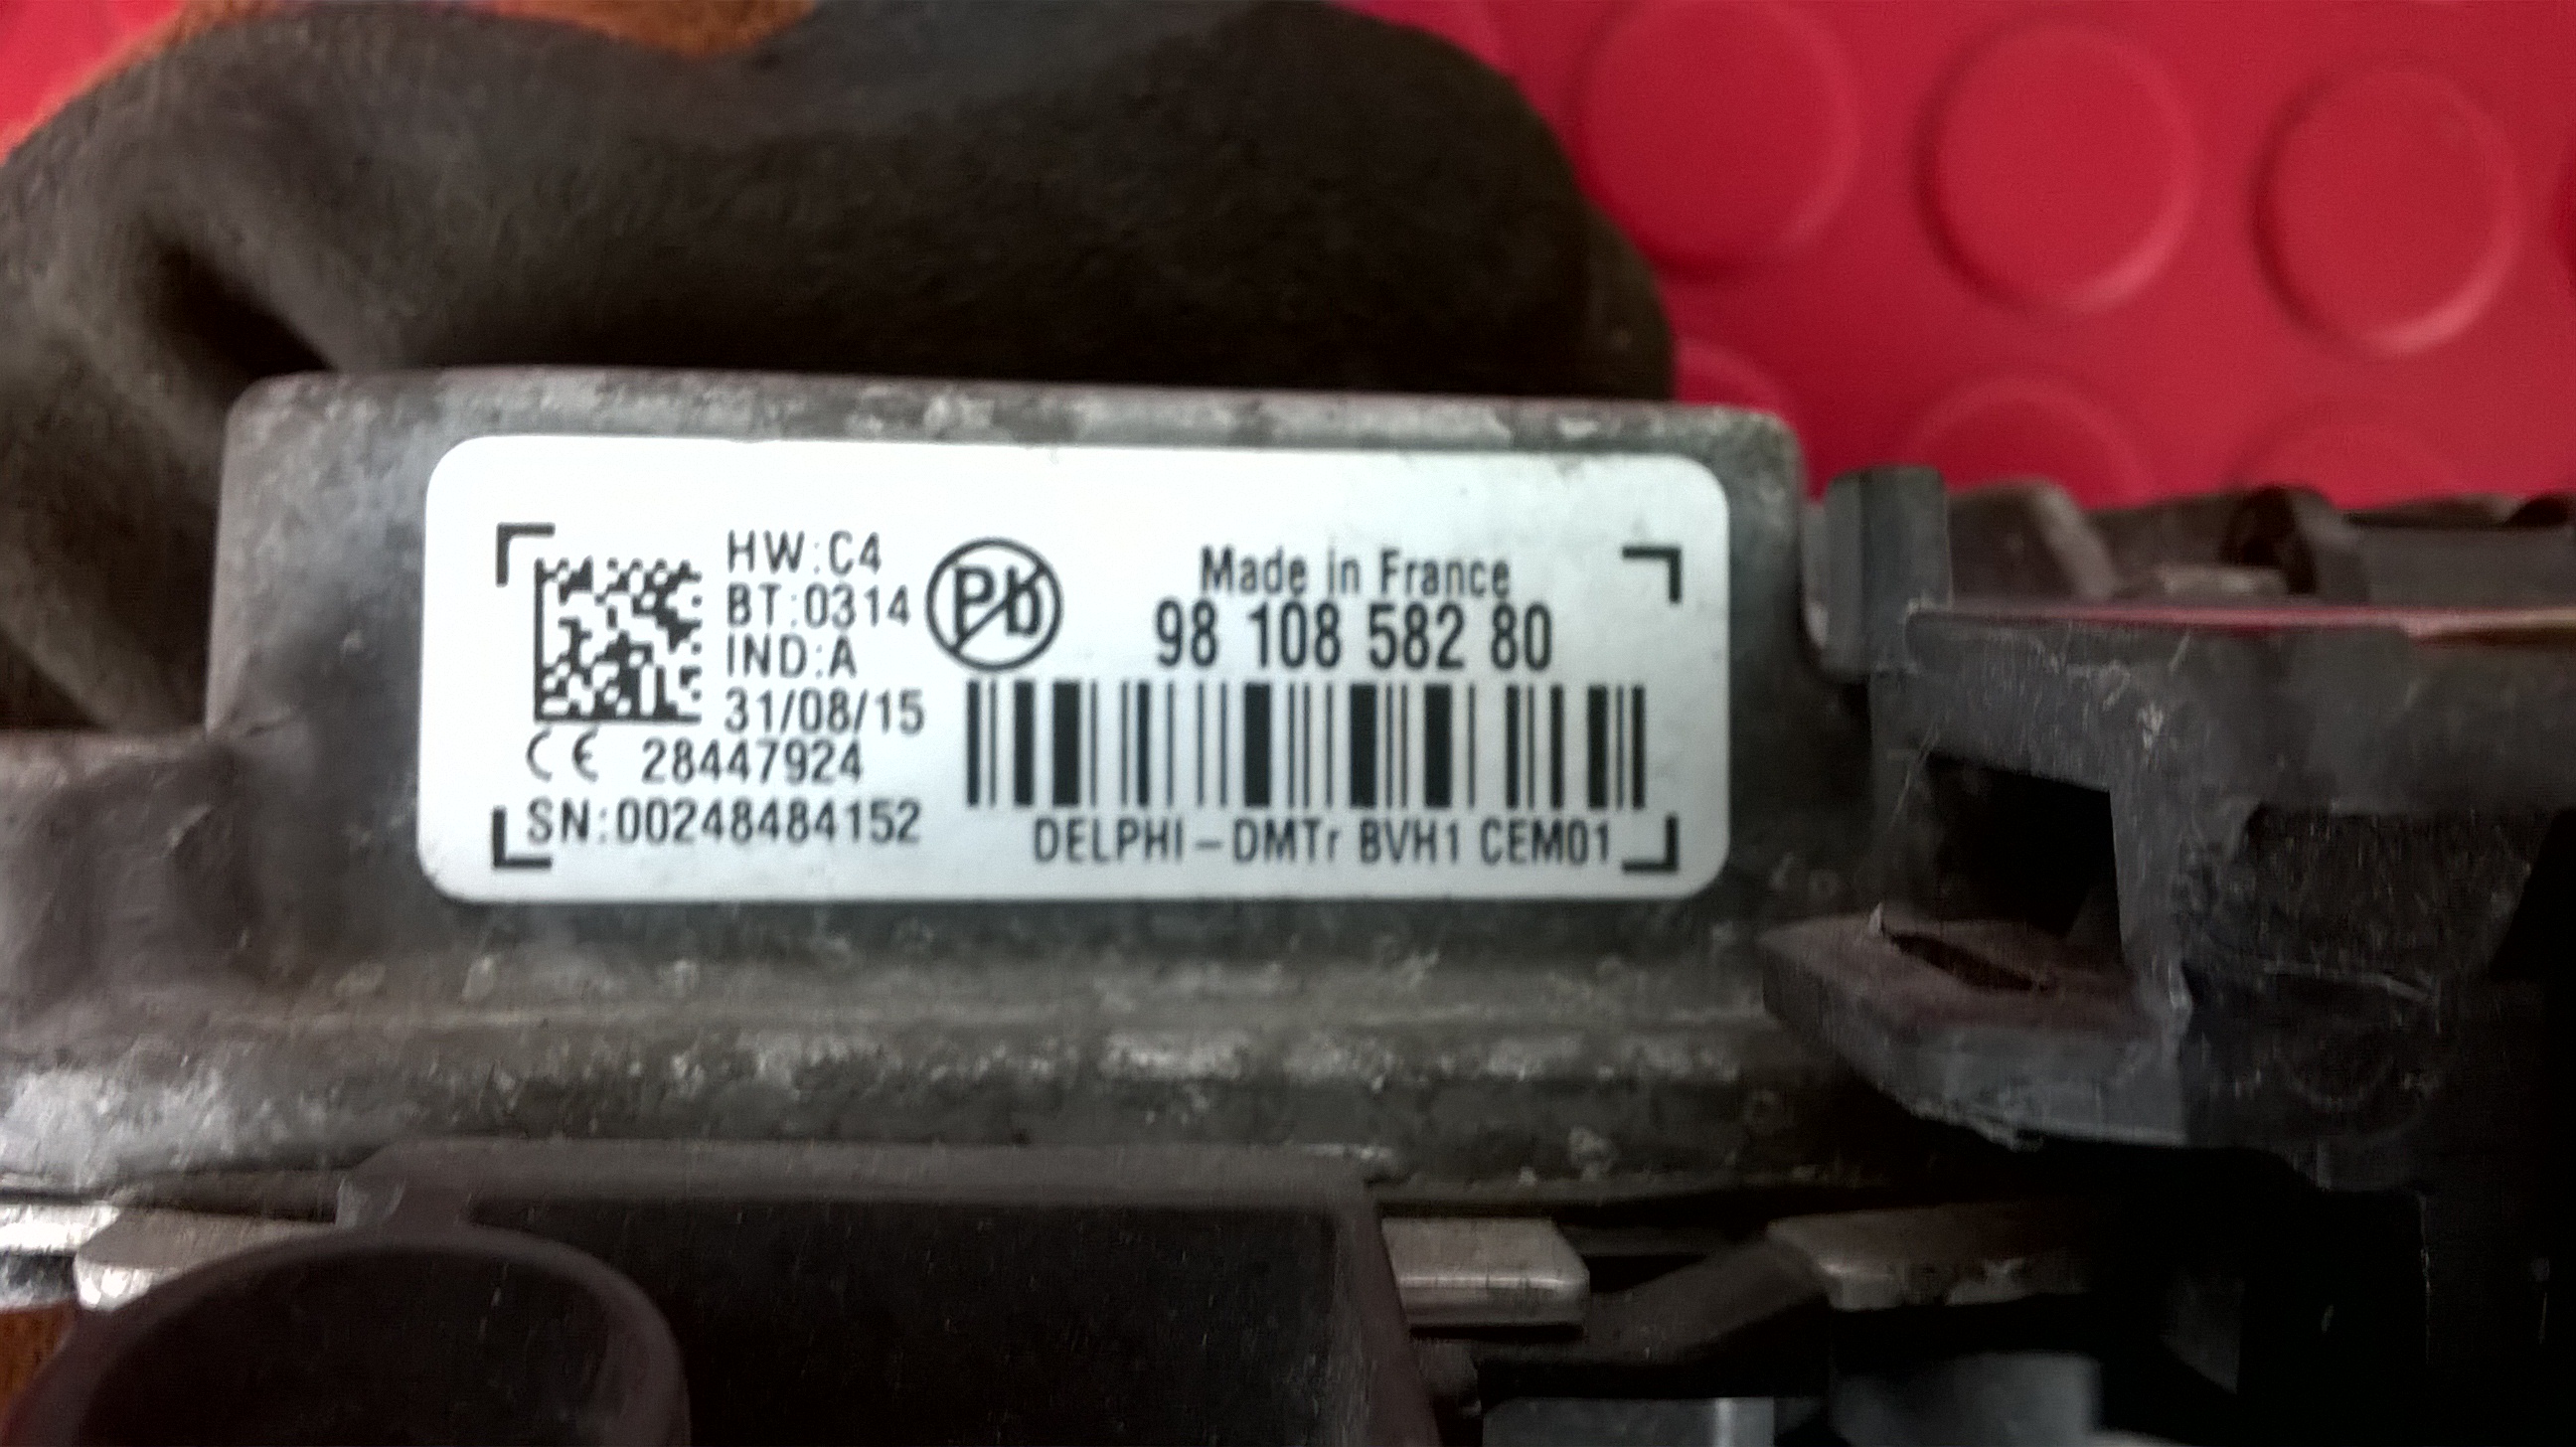 HW:C4
BT:0314
IND:A
31/08/15
CE 28447924
SN:00248484152
Pb
Made in France
98 108 582 80
DELPHI-DMTr BVH1 CEM01